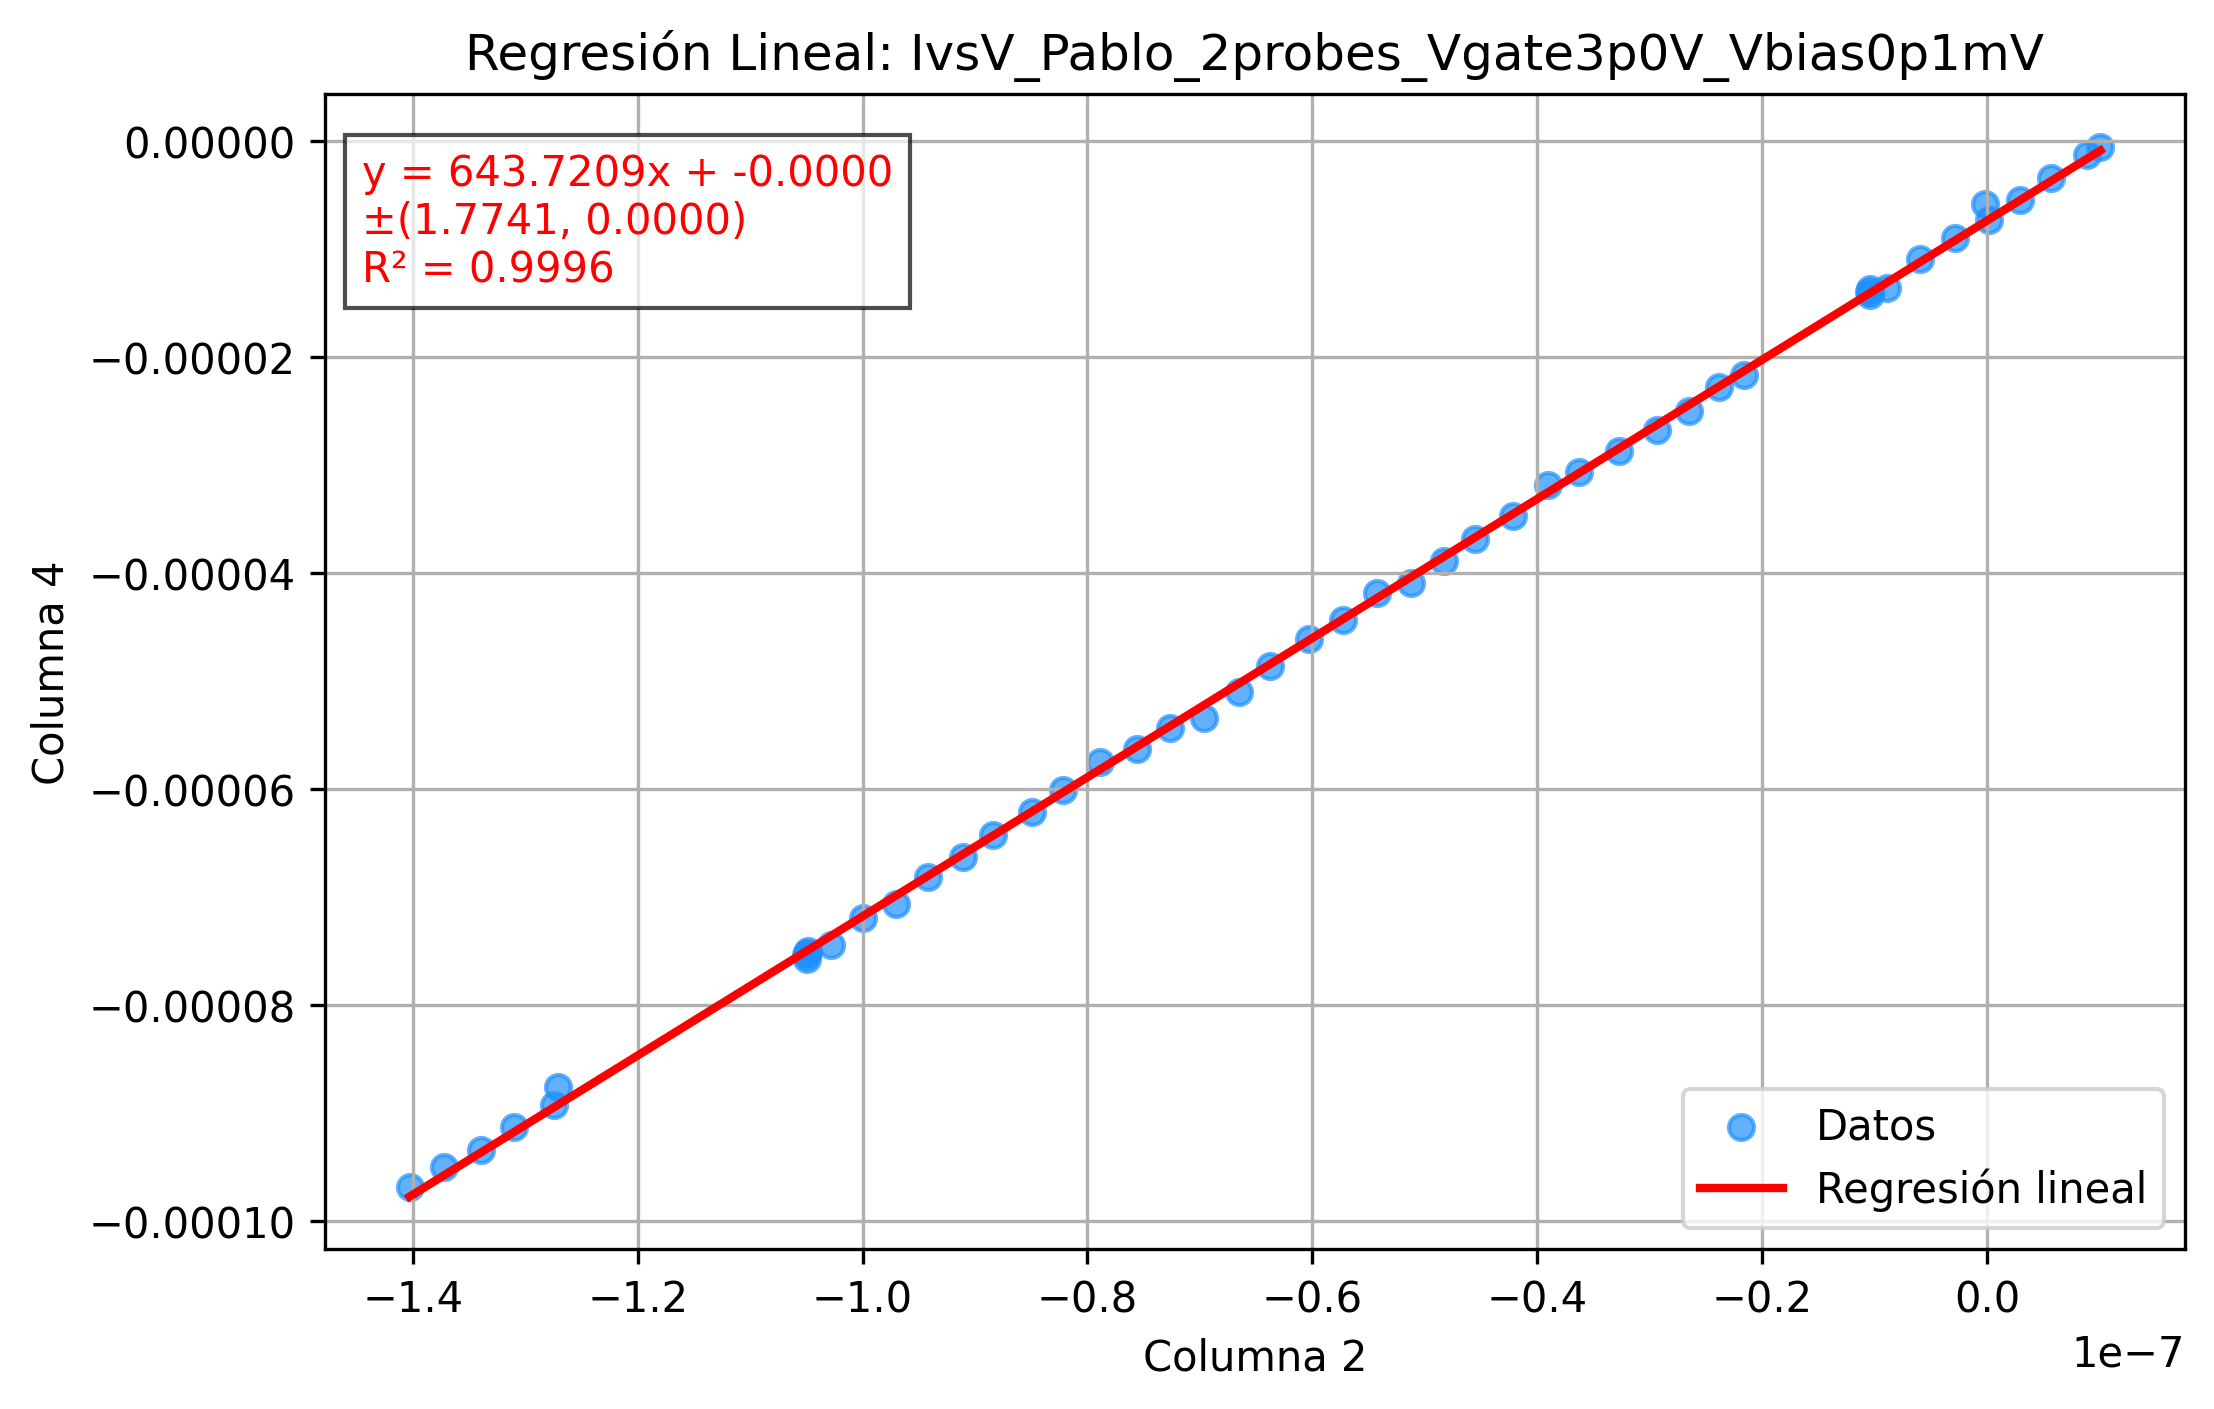 Regresión Lineal: IvsV_Pablo_2probes_Vgate3p0V_Vbias0p1mV
y = 643.7209x + -0.0000
±(1.7741, 0.0000)
R² = 0.9996
0.00000
−0.00002
−0.00004
−0.00006
−0.00008
−0.00010
Columna 4
Datos
Regresión lineal
−1.4 −1.2 −1.0 −0.8 −0.6 −0.4 −0.2 0.0
1e−7
Columna 2